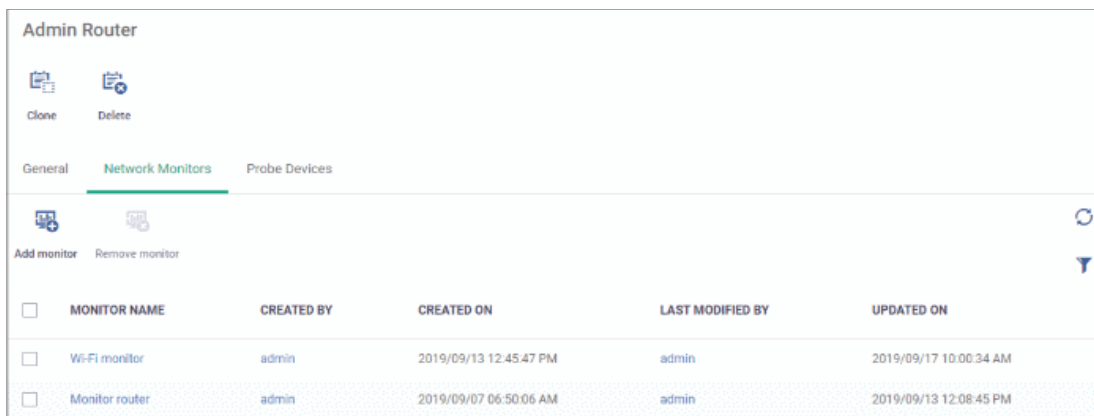 Admin Router
Clone Delete
General Network Monitors Probe Devices
Add monitor Remove monitor
MONITOR NAME CREATED BY CREATED ON LAST MODIFIED BY UPDATED ON
Wi-Fi monitor admin 2019/09/13 12:45:47 PM admin 2019/09/17 10:00:34 AM
Monitor router admin 2019/09/07 06:50:06 AM admin 2019/09/13 12:08:45 PM